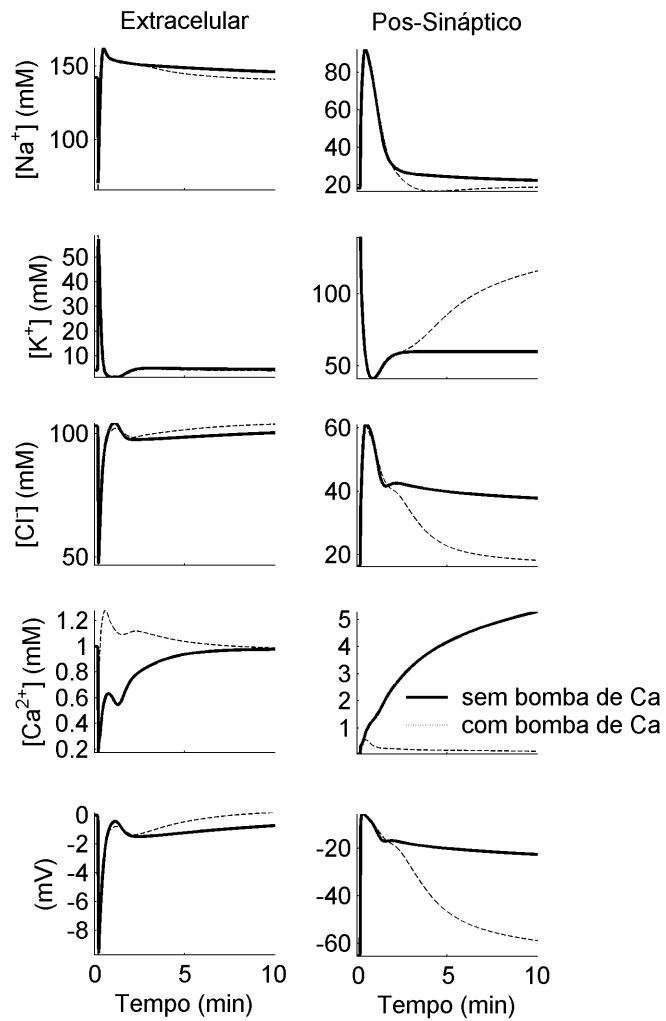 Extracelular
Pos-Sináptico
[Na⁺] (mM)
150
100
80
60
40
20
[K⁺] (mM)
50
40
30
20
10
100
50
[Cl⁻] (mM)
100
50
60
40
20
[Ca²⁺] (mM)
1.2
1
0.8
0.6
0.4
0.2
5
4
3
2
1
sem bomba de Ca
com bomba de Ca
(mV)
0
-2
-4
-6
-8
-20
-40
-60
0 5 10
0 5 10
Tempo (min)
Tempo (min)